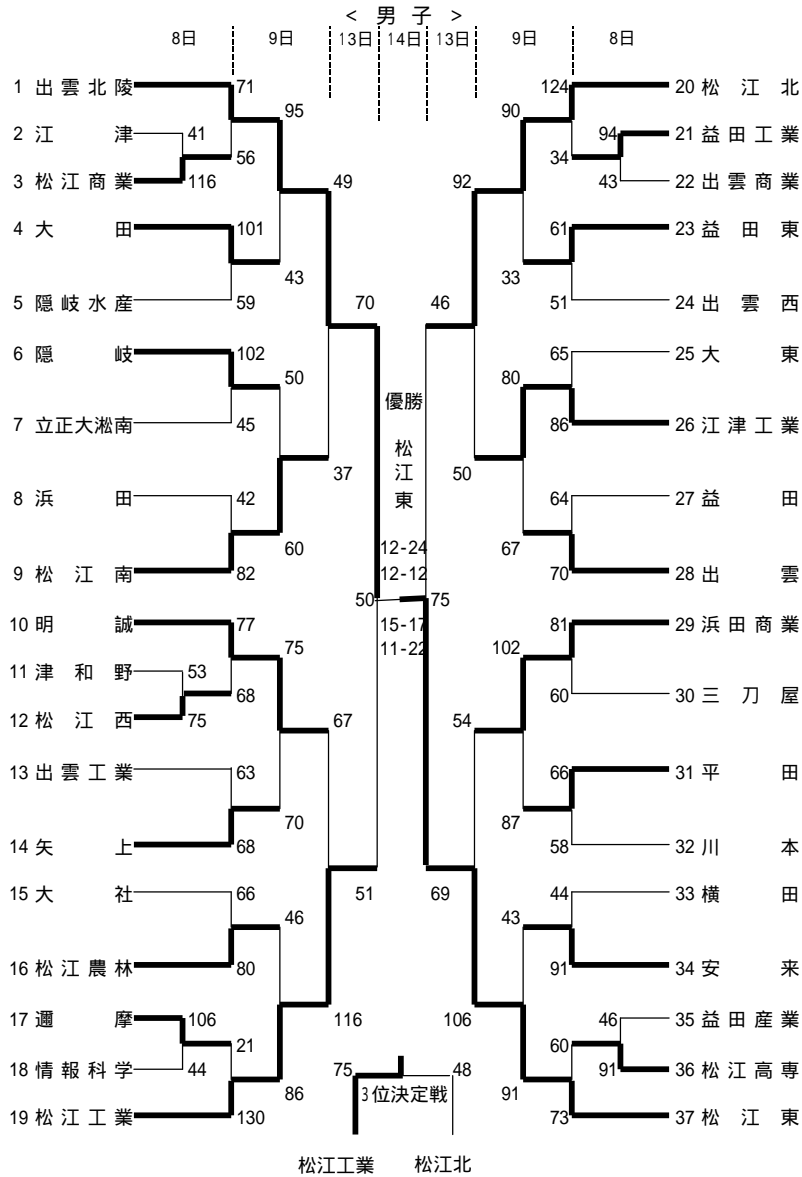 < 男 子 >
8日 9日 13日 14日 13日 9日 8日
1 出雲北陵 71 124 20 松江北
95 90
2 江津 41 94 21 益田工業
56 34
3 松江商業 116 43 22 出雲商業
49 92
4 大田 101 61 23 益田東
43 33
5 隠岐水産 59 51 24 出雲西
70 46
6 隠岐 102 65 25 大東
50 80
優勝
7 立正大淞南 45 86 26 江津工業
松江東
37 50
8 浜田 42 64 27 益田
60 67
12-24
9 松江南 82 12-12 70 28 出雲
50 75
10 明誠 77 15-17 81 29 浜田商業
75 11-22 102
11 津和野 53
68 60 30 三刀屋
12 松江西 75
67 54
13 出雲工業 63 66 31 平田
70 87
14 矢上 68 58 32 川本
51 69
15 大社 66 44 33 横田
46 43
16 松江農林 80 91 34 安来
17 邇摩 106 116 106 46 35 益田産業
21 60
18 情報科学 44 75 48 91 36 松江高専
86 3位決定戦 91
19 松江工業 130 73 37 松江東
松江工業 松江北